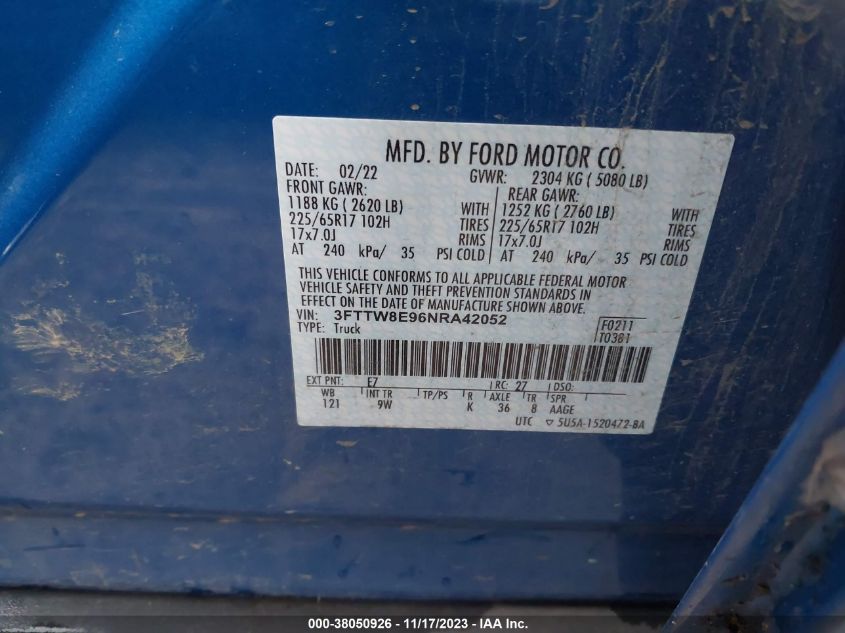 MFD. BY FORD MOTOR CO.
DATE: 02/22 GVWR: 2304 KG ( 5080 LB)
FRONT GAWR: REAR GAWR:
1188 KG ( 2620 LB) WITH 1252 KG ( 2760 LB) WITH
225/65R17 102H TIRES 225/65R17 102H TIRES
17x7.0J RIMS 17x7.0J RIMS
AT 240 kPa/ 35 PSI COLD AT 240 kPa/ 35 PSI COLD
THIS VEHICLE CONFORMS TO ALL APPLICABLE FEDERAL MOTOR
VEHICLE SAFETY AND THEFT PREVENTION STANDARDS IN
EFFECT ON THE DATE OF MANUFACTURE SHOWN ABOVE.
VIN: 3FTTW8E96NRA42052 F0211
TYPE: Truck T0381
EXT PNT: E7 RC: 27 DSO:
WB INT TR TP/PS R AXLE TR SPR
121 9W K 36 8 AAGE
UTC ▽ 5U5A-1520472-BA
000-38050926 - 11/17/2023 - IAA Inc.